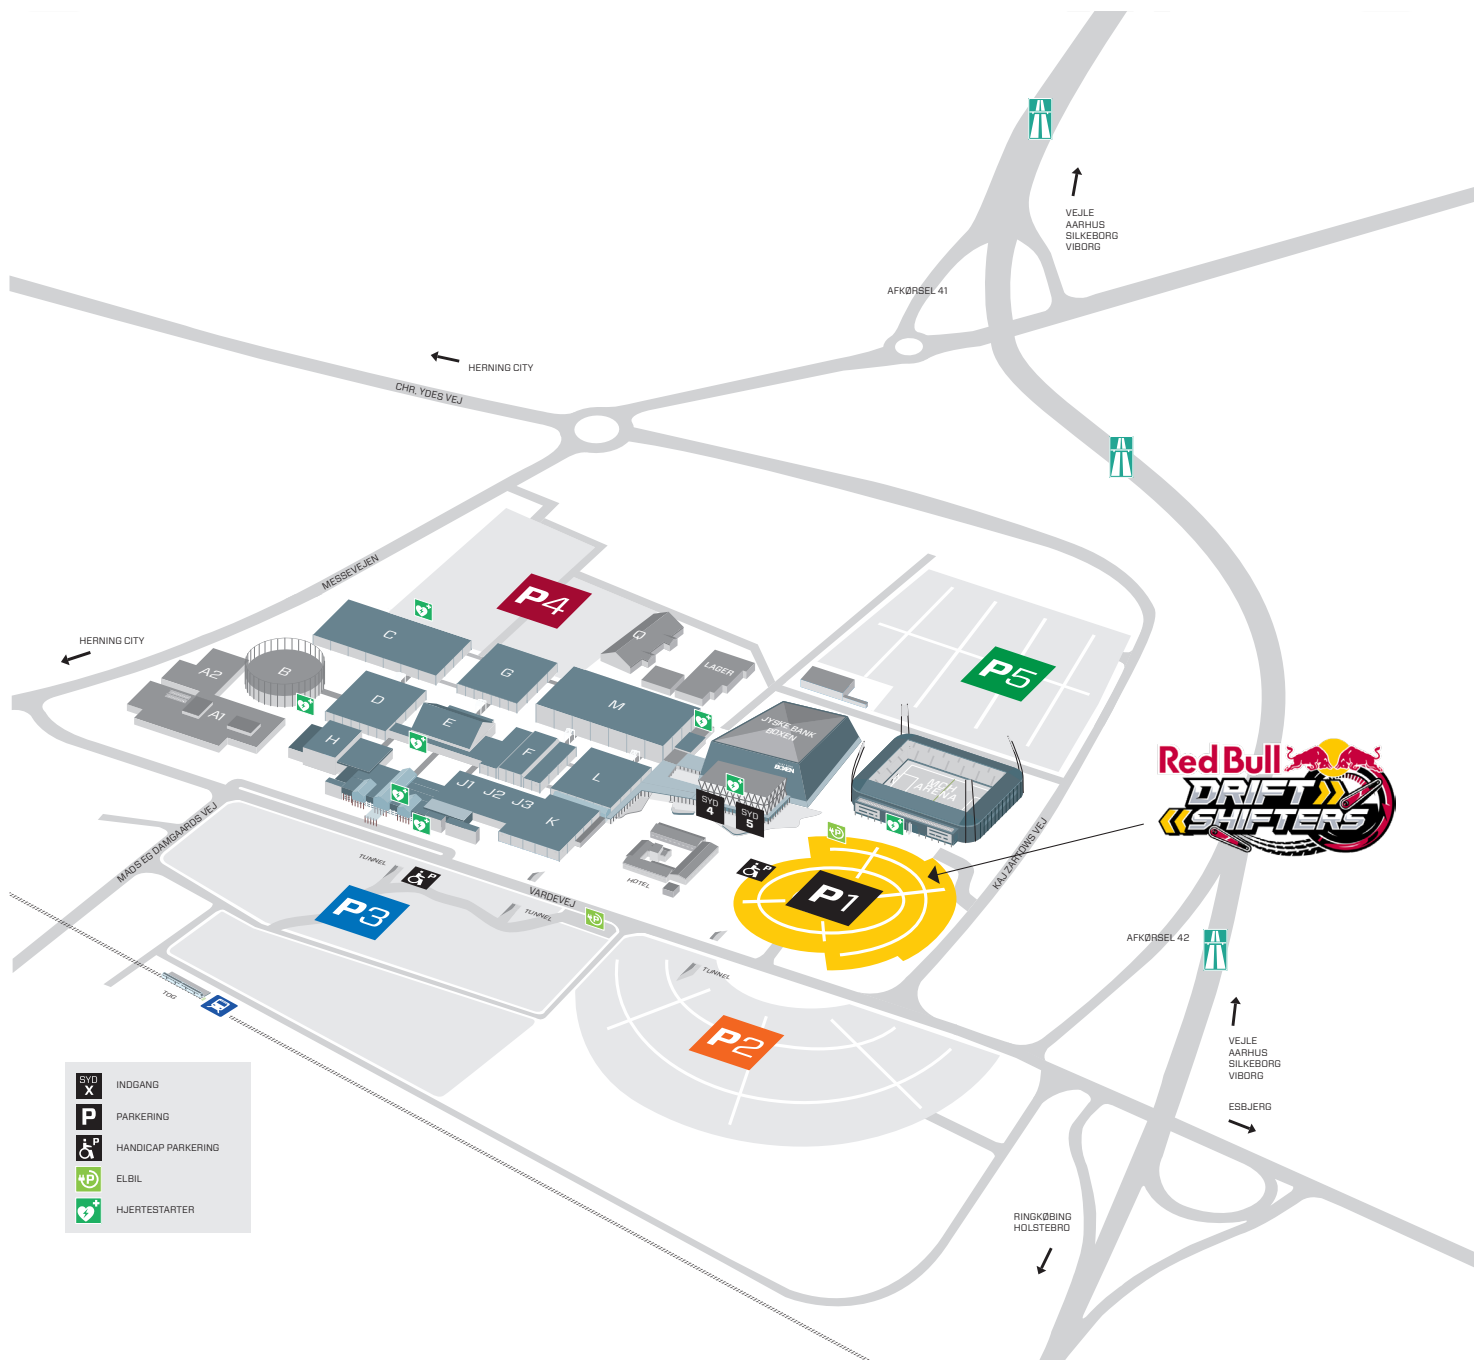 VEJLE
AARHUS
SILKEBORG
VIBORG
AFKØRSEL 41
HERNING CITY
CHR. YDES VEJ
MESSEVEJEN
HERNING CITY
P4
P5
C
Q
LAGER
G
A2
B
D
M
A1
E
H
F
L
J1 J2 J3
K
JYSKE BANK
BOXEN
BOXEN
MCH
ARENA
SYD
4
SYD
5
Red Bull
DRIFT
SHIFTERS
KAJ ZARTOWS VEJ
MADS EG DAMGAARDS VEJ
TUNNEL
P
HOTEL
P
P1
VARDEVEJ
P3
TUNNEL
P
P
AFKØRSEL 42
TUNNEL
TOG
P2
VEJLE
AARHUS
SILKEBORG
VIBORG
ESBJERG
SYD
X
INDGANG
P
PARKERING
P
HANDICAP PARKERING
P
ELBIL
HJERTESTARTER
RINGKØBING
HOLSTEBRO